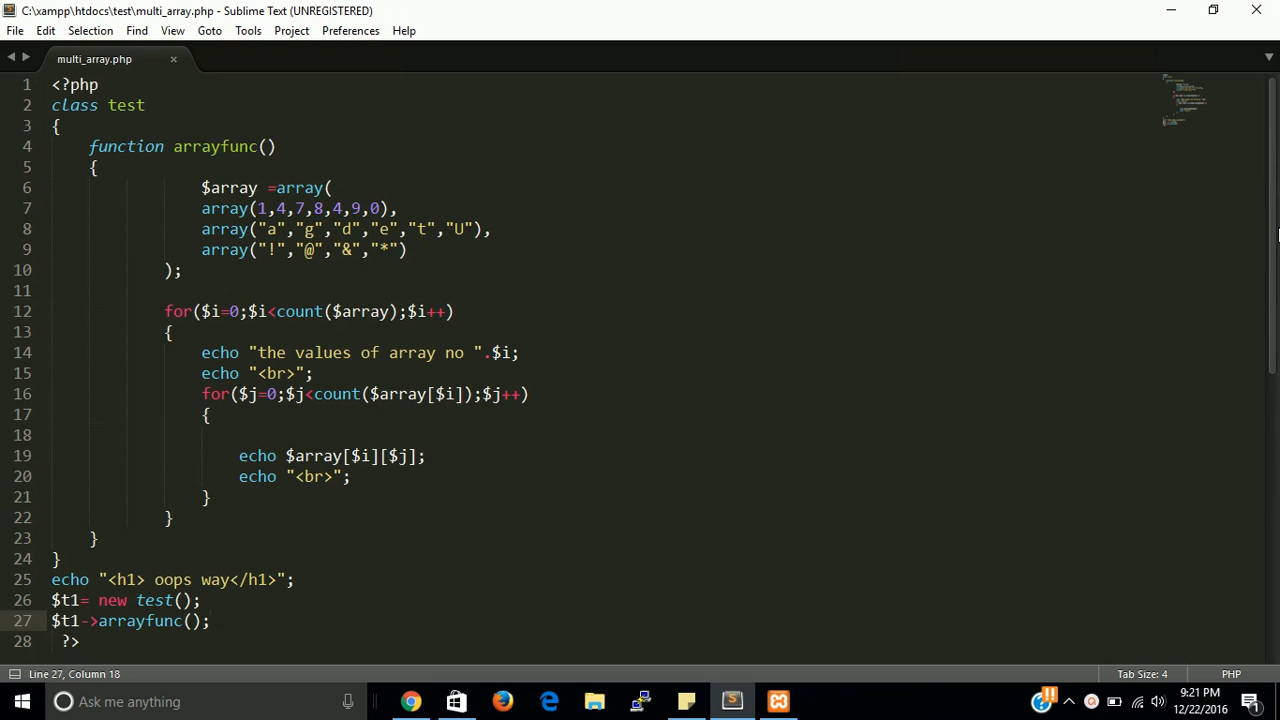 C:\xampp\htdocs\test\multi_array.php - Sublime Text (UNREGISTERED)
File Edit Selection Find View Goto Tools Project Preferences Help
multi_array.php
1 <?php
2 class test
3 {
4 function arrayfunc()
5 {
6 $array =array(
7 array(1,4,7,8,4,9,0),
8 array("a","g","d","e","t","U"),
9 array("!","@","&","*")
10 );
11
12 for($i=0;$i<count($array);$i++)
13 {
14 echo "the values of array no ".$i;
15 echo "<br>";
16 for($j=0;$j<count($array[$i]);$j++)
17 {
18
19 echo $array[$i][$j];
20 echo "<br>";
21 }
22 }
23 }
24 }
25 echo "<h1> oops way</h1>";
26 $t1= new test();
27 $t1->arrayfunc();
28 ?>
Line 27, Column 18 Tab Size: 4 PHP
Ask me anything
9:21 PM
12/22/2016